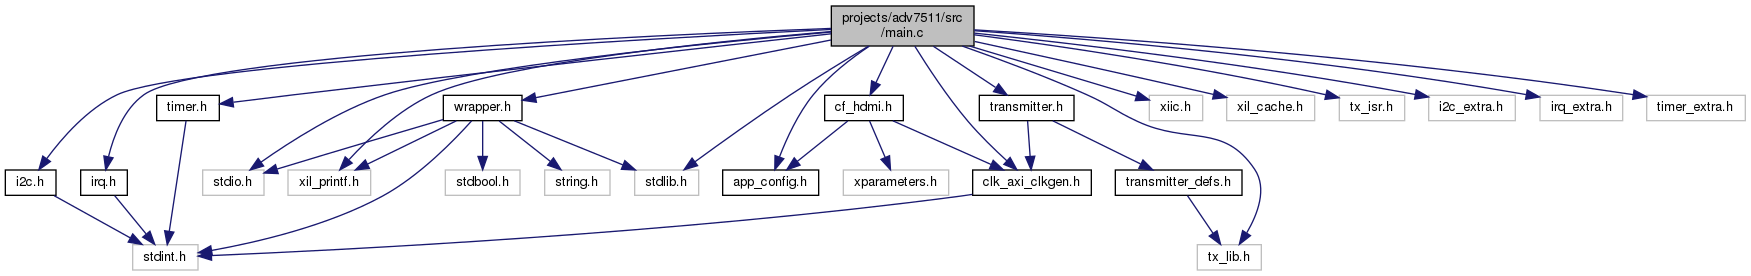 projects/adv7511/src
/main.c
timer.h
wrapper.h
cf_hdmi.h
transmitter.h
xiic.h
xil_cache.h
tx_isr.h
i2c_extra.h
irq_extra.h
timer_extra.h
i2c.h
irq.h
stdio.h
xil_printf.h
stdbool.h
string.h
stdlib.h
app_config.h
xparameters.h
clk_axi_clkgen.h
transmitter_defs.h
stdint.h
tx_lib.h